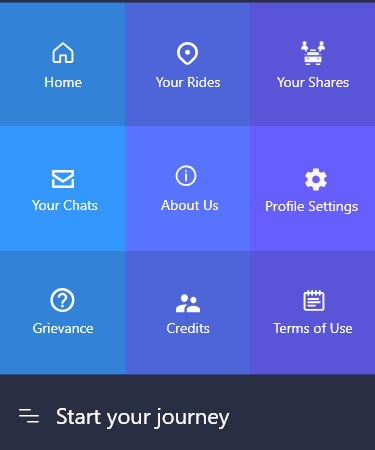 Home
Your Rides
Your Shares
Your Chats
About Us
Profile Settings
Grievance
Credits
Terms of Use
Start your journey